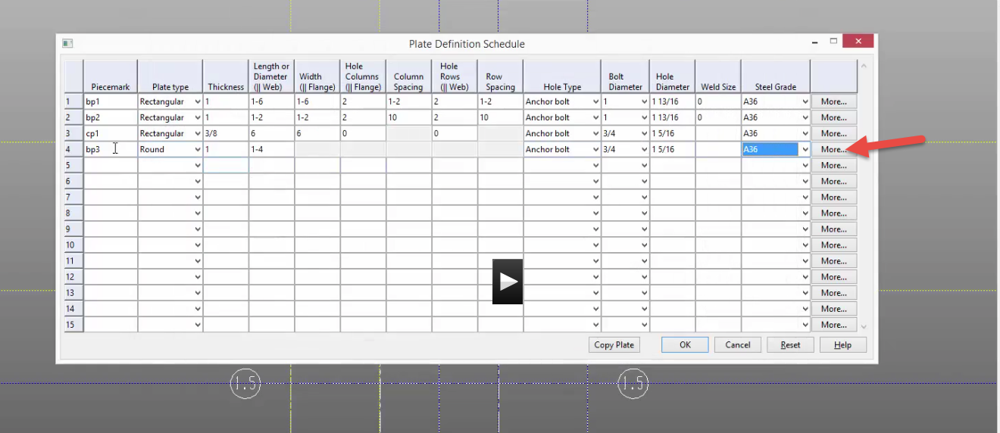 Plate Definition Schedule
Piecemark Plate type Thickness Length or Diameter (|| Web) Width (|| Flange) Hole Columns (|| Flange) Column Spacing Hole Rows (|| Web) Row Spacing Hole Type Bolt Diameter Hole Diameter Weld Size Steel Grade
1 bp1 Rectangular 1 1-6 1-6 2 1-2 2 1-2 Anchor bolt 1 1 13/16 0 A36 More...
2 bp2 Rectangular 1 1-2 1-2 2 10 2 10 Anchor bolt 1 1 13/16 0 A36 More...
3 cp1 Rectangular 3/8 6 6 0 0 Anchor bolt 3/4 1 5/16 A36 More...
4 bp3 Round 1 1-4 Anchor bolt 3/4 1 5/16 A36 More...
5 More...
6 More...
7 More...
8 More...
9 More...
10 More...
11 More...
12 More...
13 More...
14 More...
15 More...
Copy Plate OK Cancel Reset Help
1.5 1.5